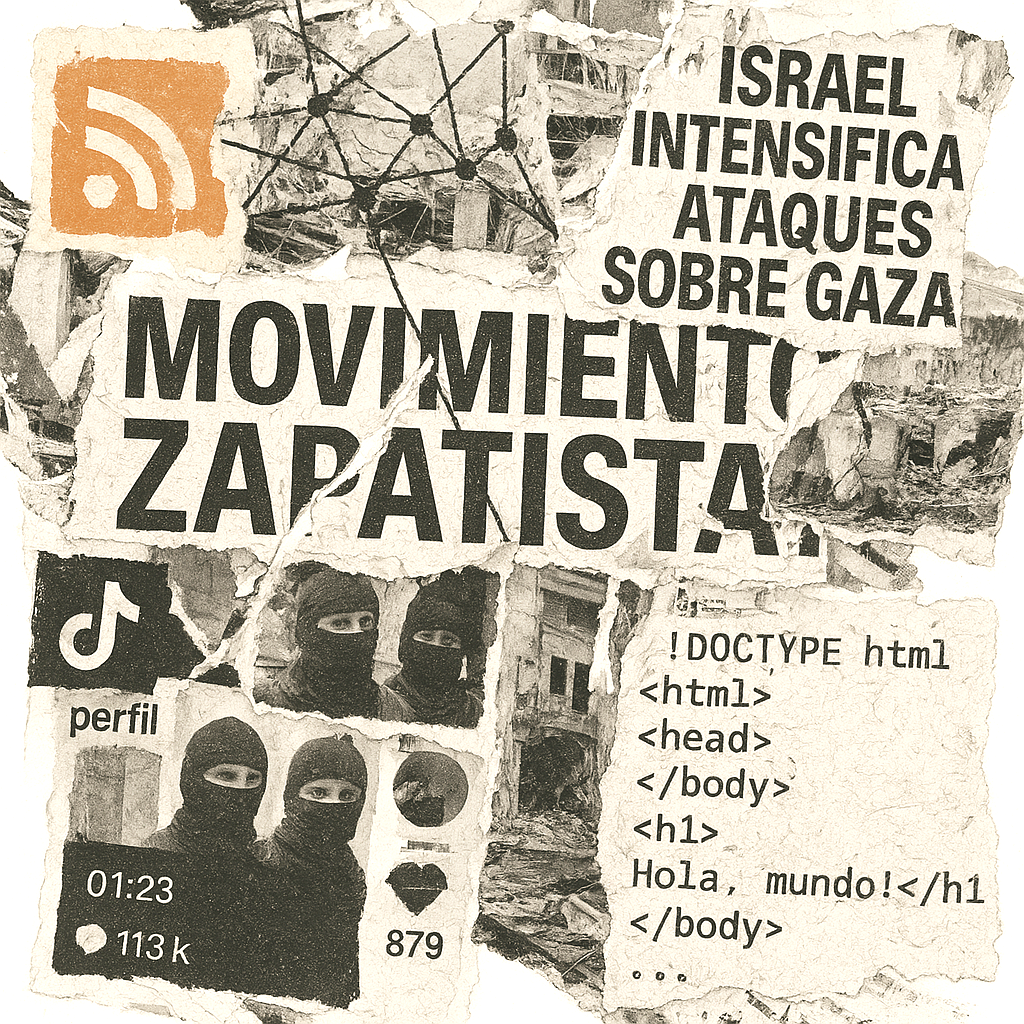 ISRAEL
INTENSIFICA
ATAQUES
SOBRE GAZA
MOVIMIENTO
ZAPATISTA
perfil
01:23
113 k
879
!DOCTYPE html
<html>
<head>
</body>
<h1>
Hola, mundo!</h1
</body>
...